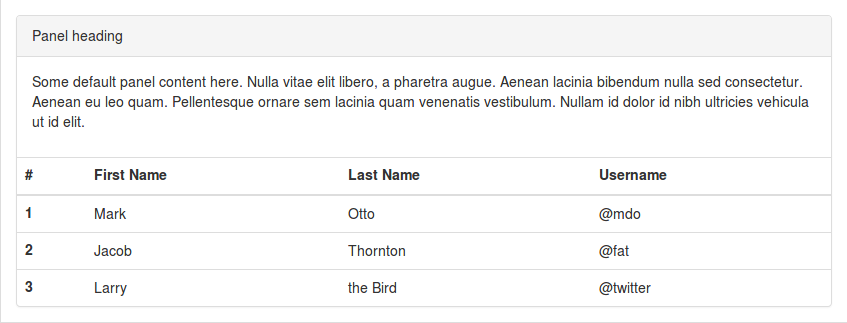 Panel heading
Some default panel content here. Nulla vitae elit libero, a pharetra augue. Aenean lacinia bibendum nulla sed consectetur.
Aenean eu leo quam. Pellentesque ornare sem lacinia quam venenatis vestibulum. Nullam id dolor id nibh ultricies vehicula
ut id elit.
# First Name Last Name Username
1 Mark Otto @mdo
2 Jacob Thornton @fat
3 Larry the Bird @twitter